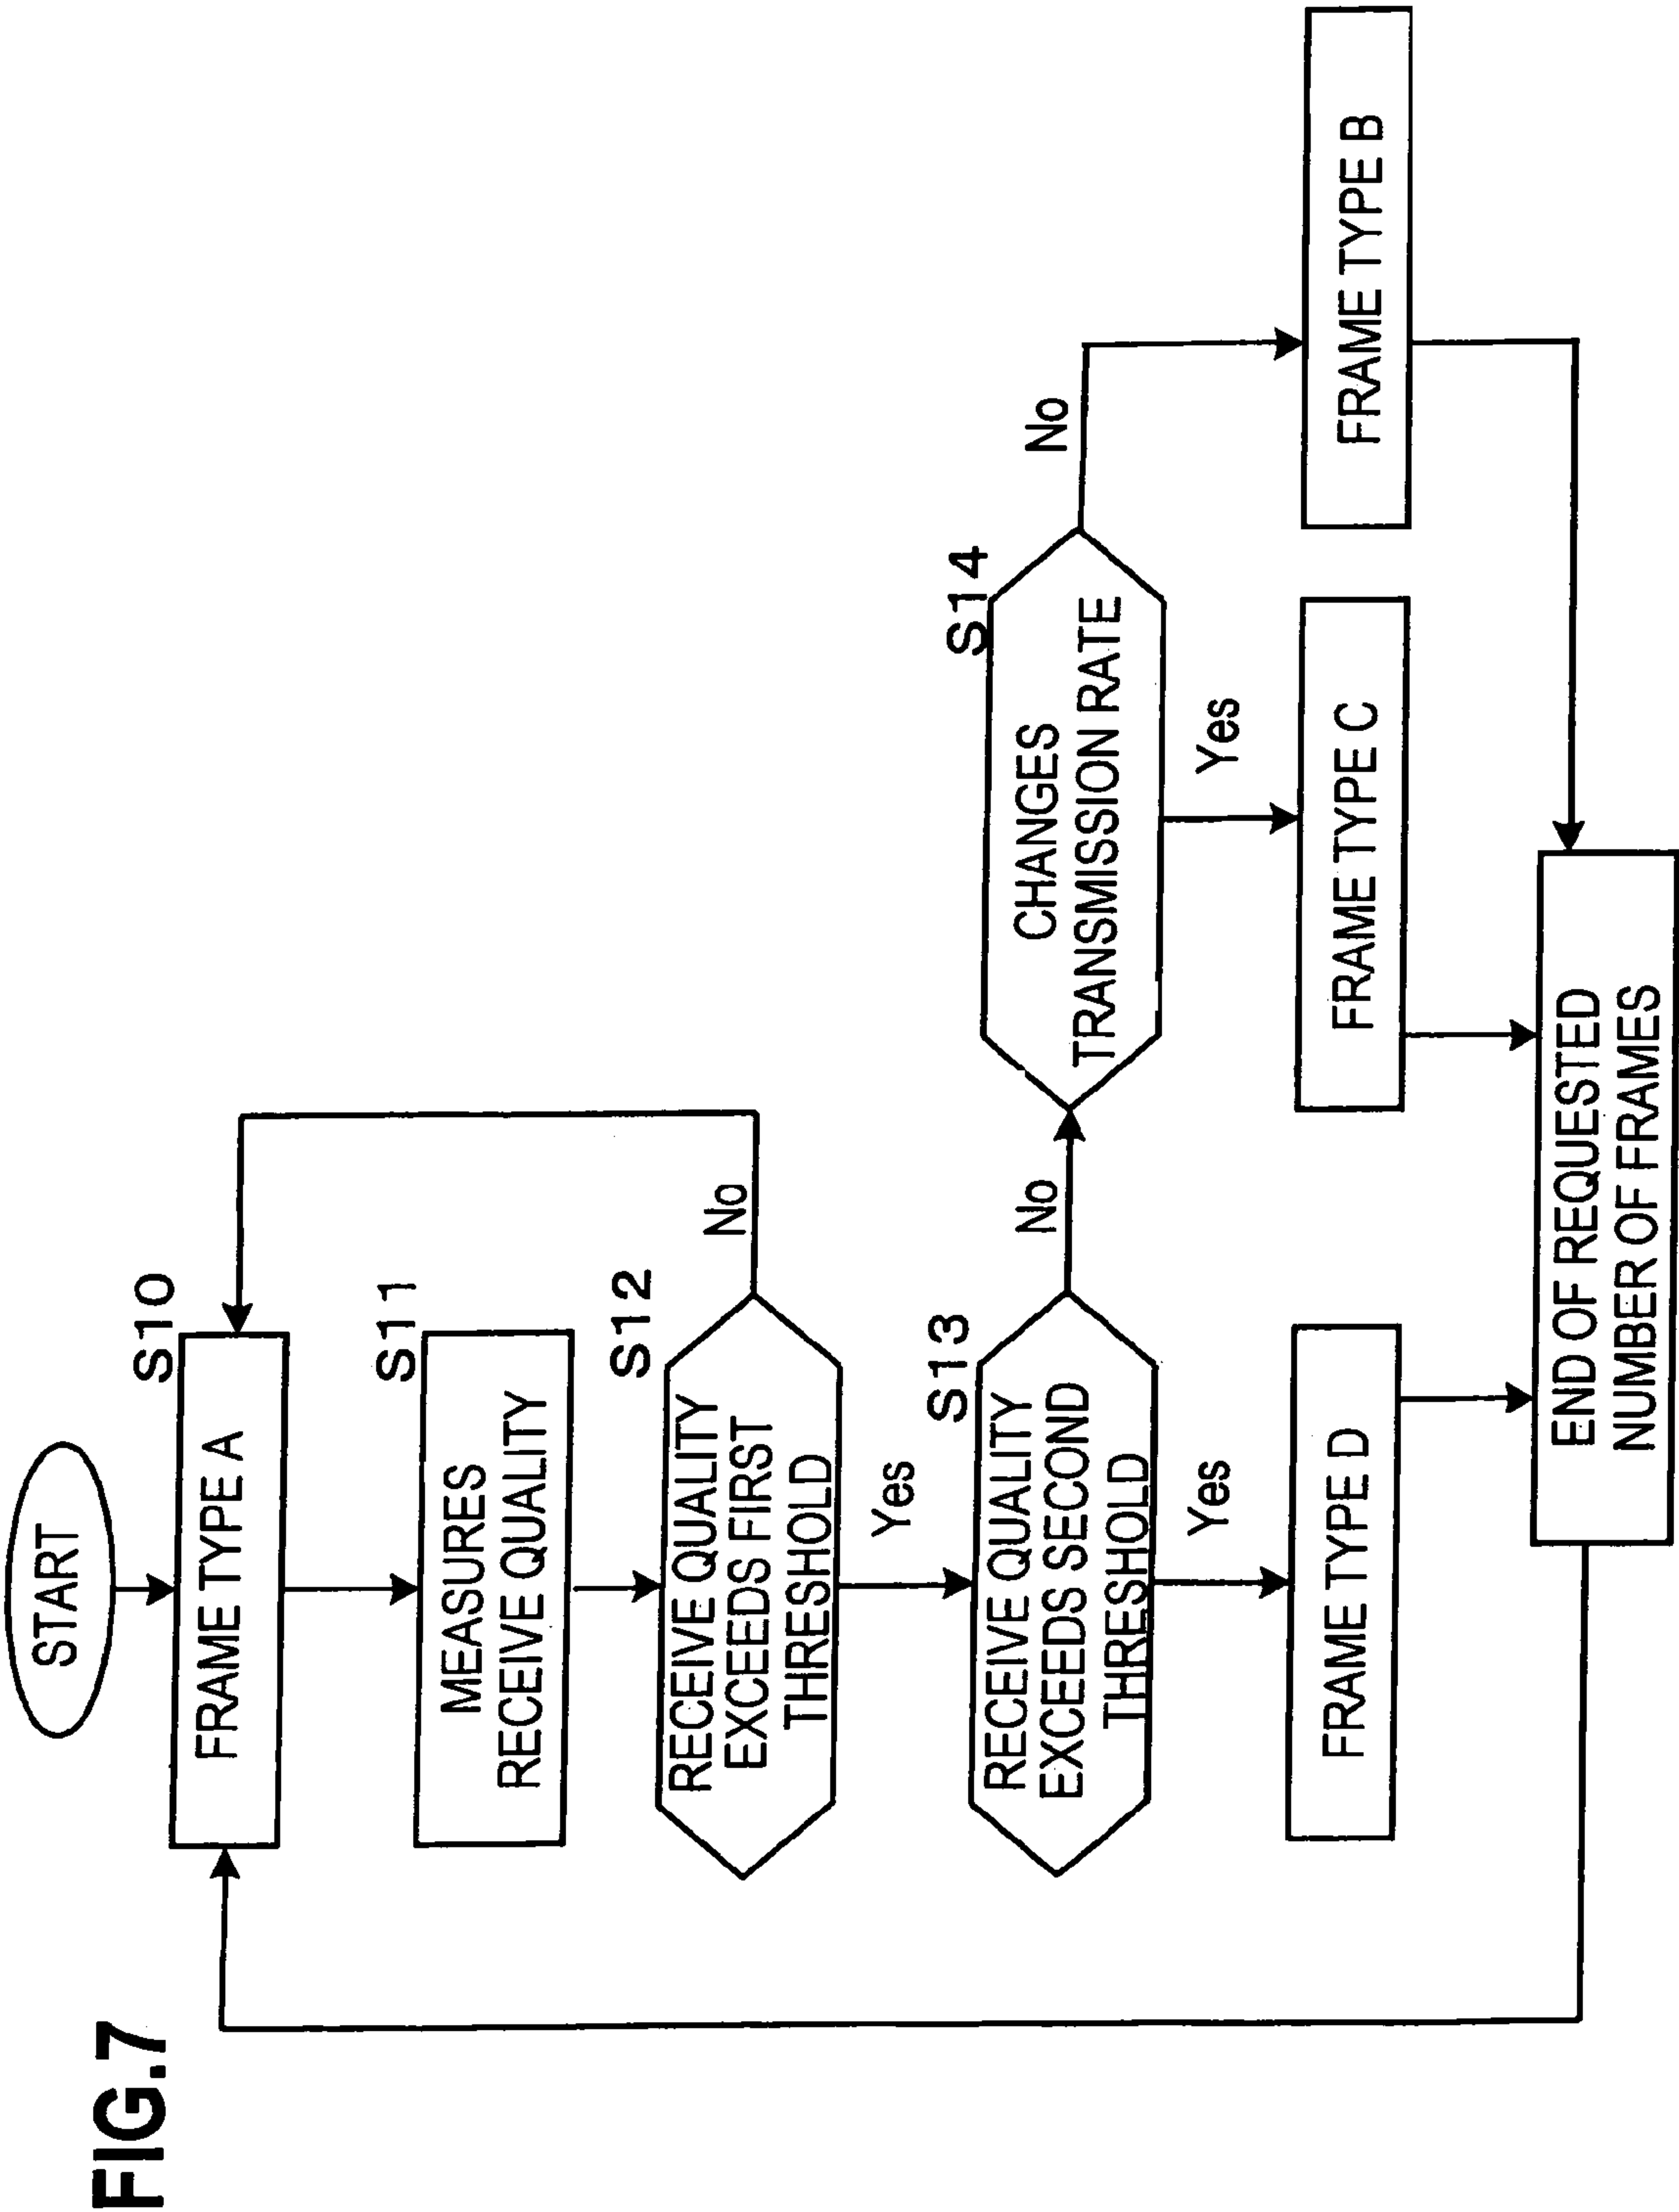 FIG.7
START
S10
FRAME TYPE A
S11
MEASURES
RECEIVE QUALITY
S12
RECEIVE QUALITY
EXCEEDS FIRST
THRESHOLD
No
Yes
S13
RECEIVE QUALITY
EXCEEDS SECOND
THRESHOLD
No
Yes
S14
CHANGES
TRANSMISSION RATE
No
Yes
FRAME TYPE D
FRAME TYPE C
FRAME TYPE B
END OF REQUESTED
NUMBER OF FRAMES